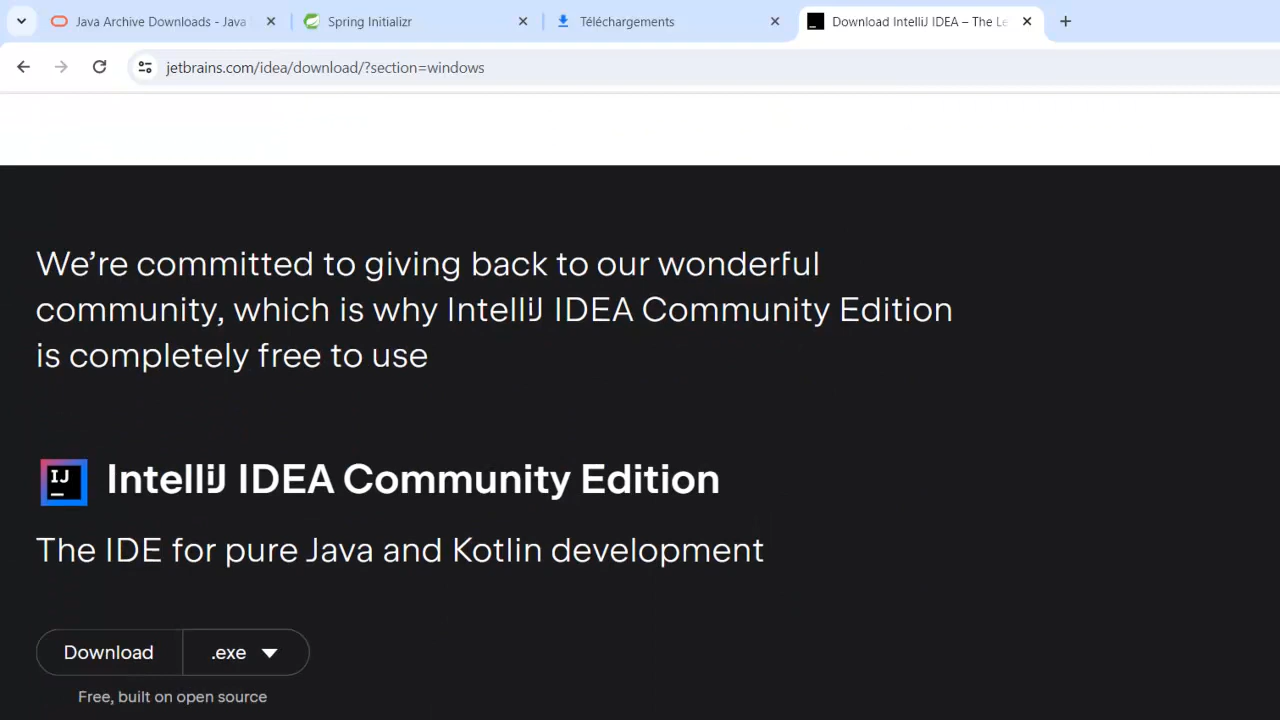 Java Archive Downloads - Java
Spring Initializr
Téléchargements
Download IntelliJ IDEA – The Le
jetbrains.com/idea/download/?section=windows
We’re committed to giving back to our wonderful
community, which is why IntelliJ IDEA Community Edition
is completely free to use
IJ
IntelliJ IDEA Community Edition
The IDE for pure Java and Kotlin development
Download
.exe
Free, built on open source